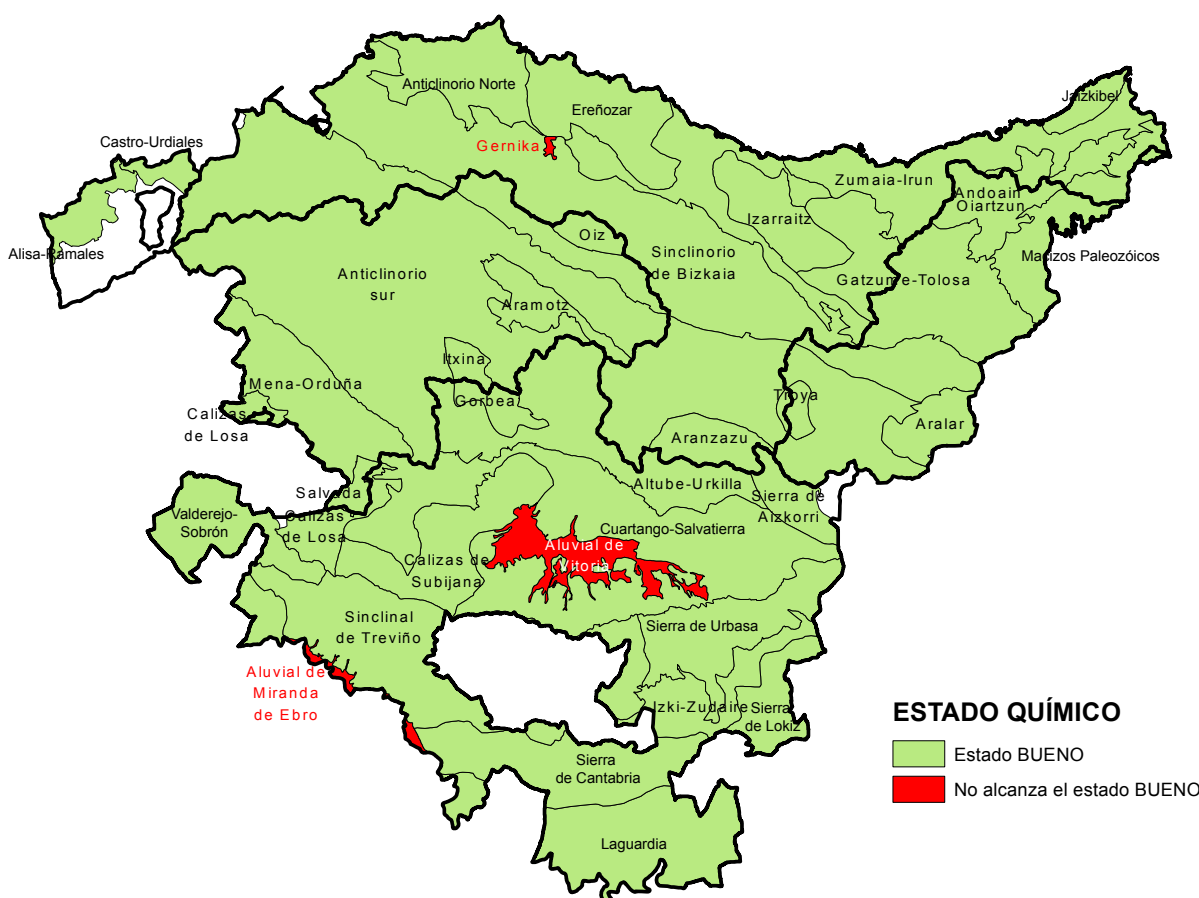 Anticlinorio Norte
Ereñozar
Jaizkibel
Castro-Urdiales
Gernika
Zumaia-Irun
Andoain
Oiartzun
Izarraitz
Alisa-Ramales
Oiz
Sinclinorio
de Bizkaia
Macizos Paleozóicos
Anticlinorio
sur
Gatzume-Tolosa
Aramotz
Itxina
Mena-Orduña
Gorbea
Troya
Calizas
de Losa
Aranzazu
Aralar
Altube-Urkilla
Salvada
Sierra de
Aizkorri
Valderejo-
Sobrón
Calizas
de Losa
Cuartango-Salvatierra
Aluvial de
Vitoria
Calizas de
Subijana
Sinclinal
de Treviño
Sierra de Urbasa
Aluvial de
Miranda
de Ebro
Izki-Zudaire
Sierra
de Lokiz
ESTADO QUÍMICO
Estado BUENO
No alcanza el estado BUENO
Sierra
de Cantabria
Laguardia